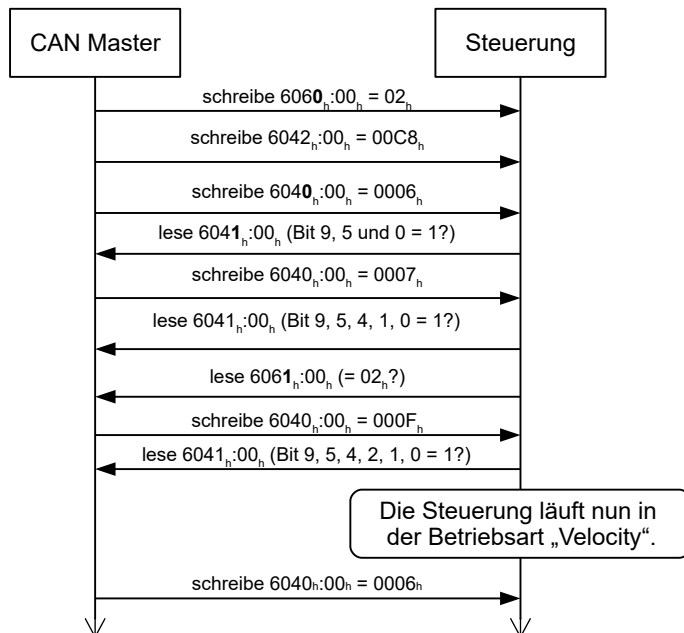 CAN Master
Steuerung
schreibe 6060h:00h = 02h
schreibe 6042h:00h = 00C8h
schreibe 6040h:00h = 0006h
lese 6041h:00h (Bit 9, 5 und 0 = 1?)
schreibe 6040h:00h = 0007h
lese 6041h:00h (Bit 9, 5, 4, 1, 0 = 1?)
lese 6061h:00h (= 02h?)
schreibe 6040h:00h = 000Fh
lese 6041h:00h (Bit 9, 5, 4, 2, 1, 0 = 1?)
Die Steuerung läuft nun in
der Betriebsart „Velocity“.
schreibe 6040h:00h = 0006h